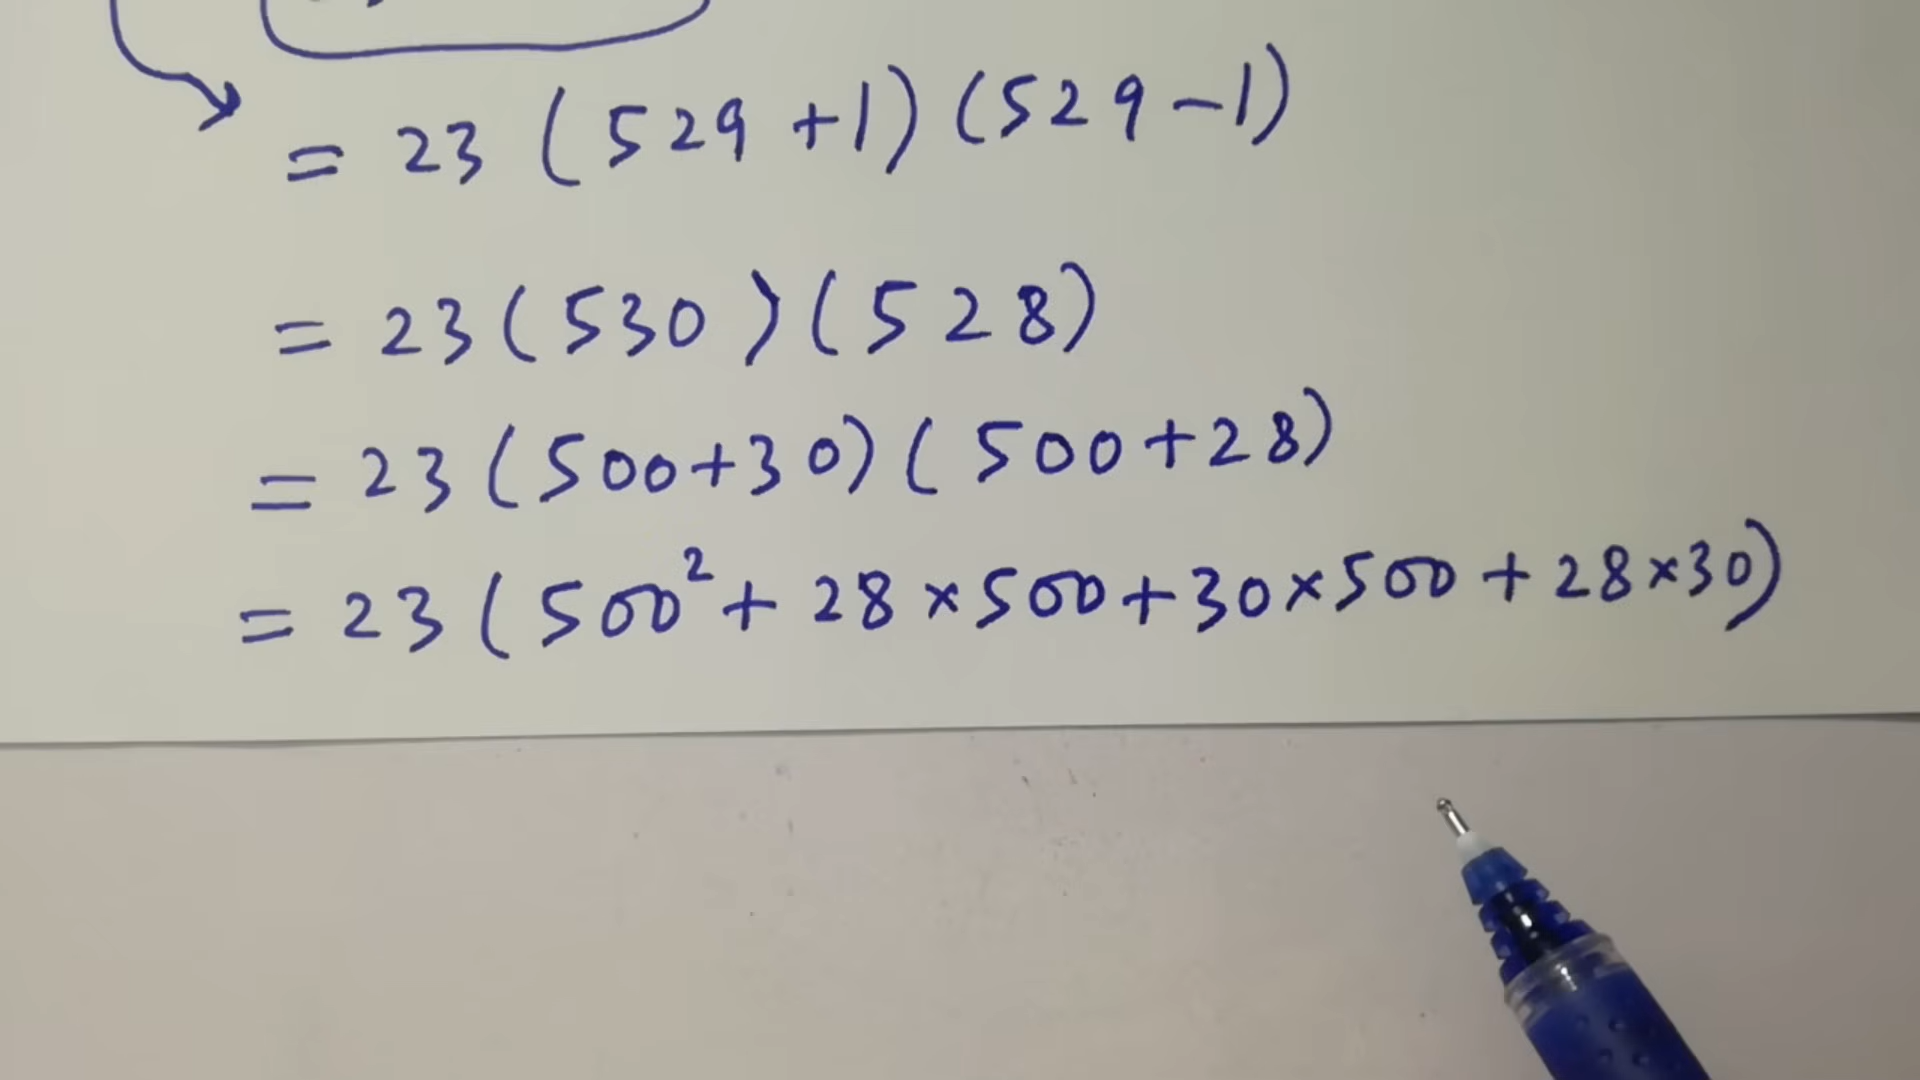 = 23 (529 +1) (529 -1)
= 23 (530) (528)
= 23 (500+30) (500+28)
= 23 (500² + 28 × 500 + 30 × 500 + 28 × 30)